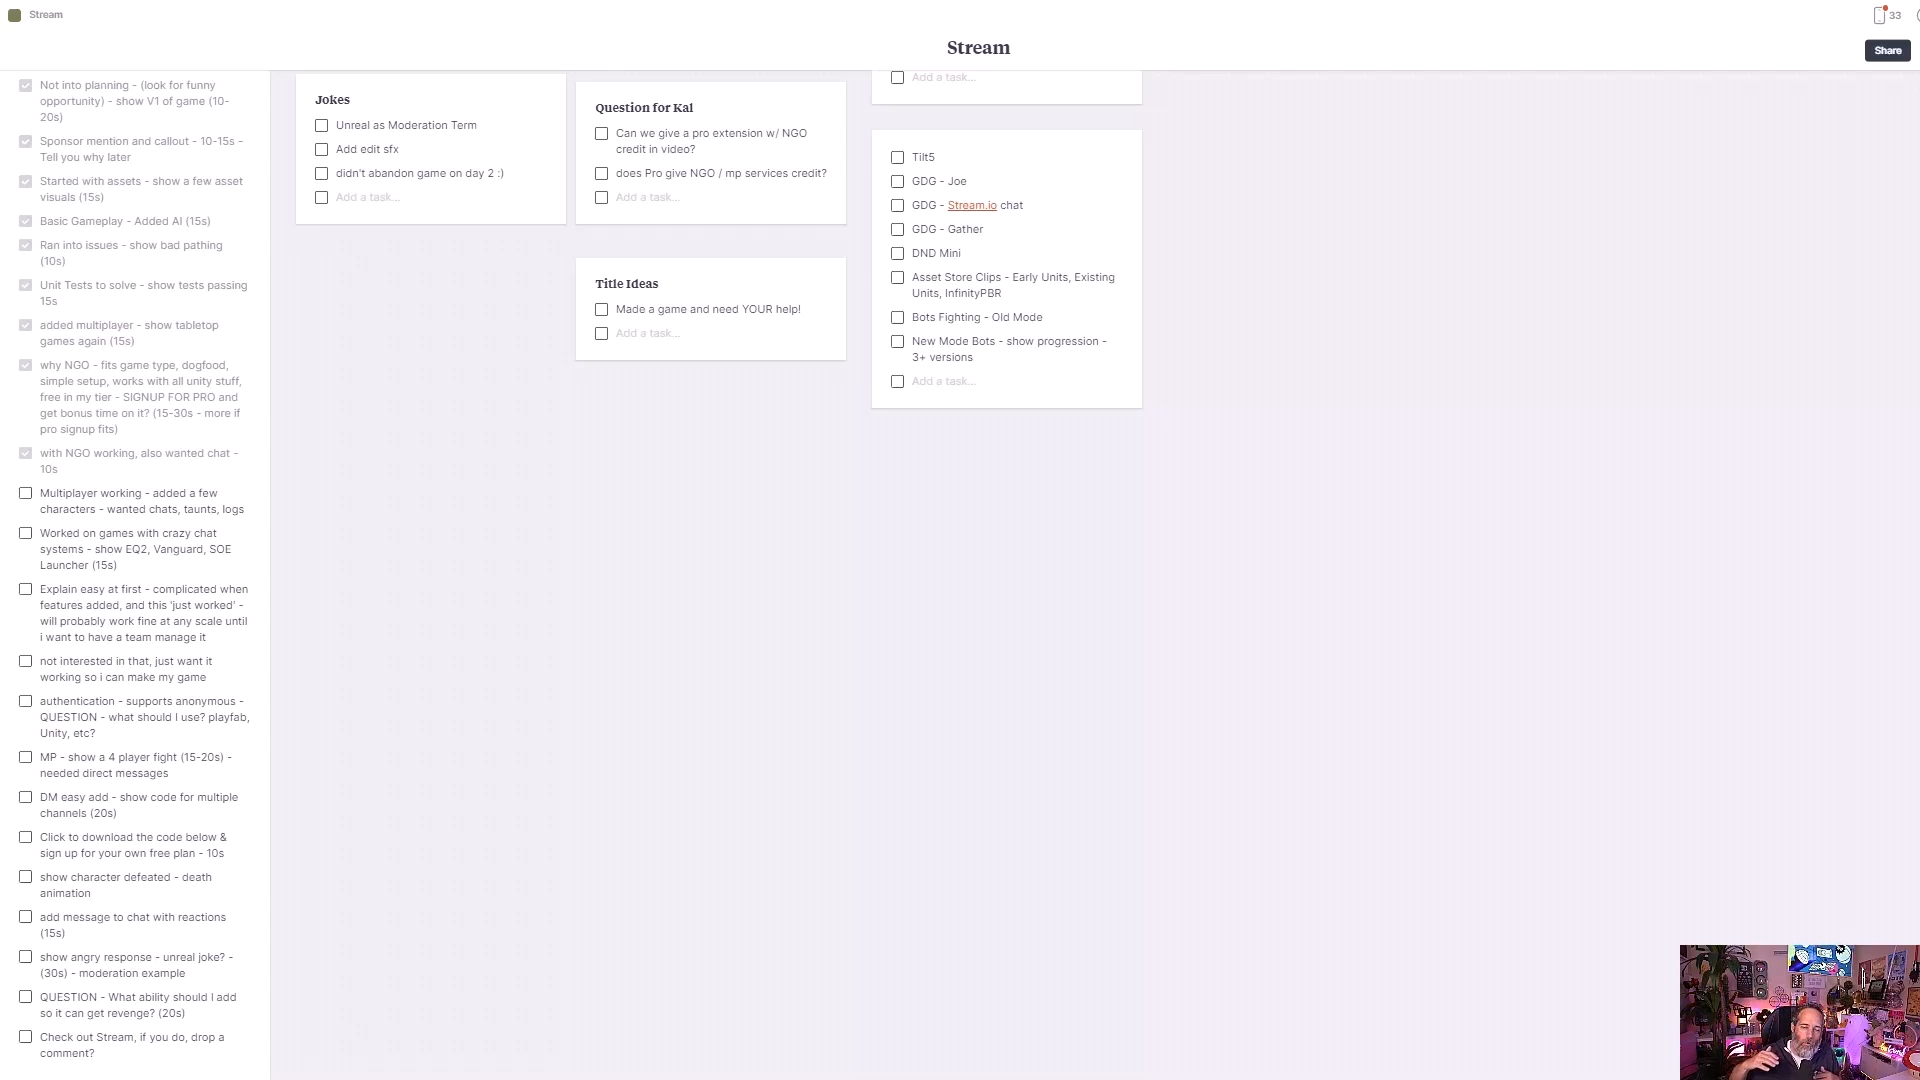 Stream
33
Stream
Share
Not into planning - (look for funny
opportunity) - show V1 of game (10-
20s)
Sponsor mention and callout - 10-15s -
Tell you why later
Started with assets - show a few asset
visuals (15s)
Basic Gameplay - Added AI (15s)
Ran into issues - show bad pathing
(10s)
Unit Tests to solve - show tests passing
15s
added multiplayer - show tabletop
games again (15s)
why NGO - fits game type, dogfood,
simple setup, works with all unity stuff,
free in my tier - SIGNUP FOR PRO and
get bonus time on it? (15-30s - more if
pro signup fits)
with NGO working, also wanted chat -
10s
Multiplayer working - added a few
characters - wanted chats, taunts, logs
Worked on games with crazy chat
systems - show EQ2, Vanguard, SOE
Launcher (15s)
Explain easy at first - complicated when
features added, and this 'just worked' -
will probably work fine at any scale until
i want to have a team manage it
not interested in that, just want it
working so i can make my game
authentication - supports anonymous -
QUESTION - what should I use? playfab,
Unity, etc?
MP - show a 4 player fight (15-20s) -
needed direct messages
DM easy add - show code for multiple
channels (20s)
Click to download the code below &
sign up for your own free plan - 10s
show character defeated - death
animation
add message to chat with reactions
(15s)
show angry response - unreal joke? -
(30s) - moderation example
QUESTION - What ability should I add
so it can get revenge? (20s)
Check out Stream, if you do, drop a
comment?
Jokes
Unreal as Moderation Term
Add edit sfx
didn't abandon game on day 2 :)
Add a task...
Question for Kai
Can we give a pro extension w/ NGO
credit in video?
does Pro give NGO / mp services credit?
Add a task...
Title Ideas
Made a game and need YOUR help!
Add a task...
Add a task...
Tilt5
GDG - Joe
GDG - Stream.io chat
GDG - Gather
DND Mini
Asset Store Clips - Early Units, Existing
Units, InfinityPBR
Bots Fighting - Old Mode
New Mode Bots - show progression -
3+ versions
Add a task...